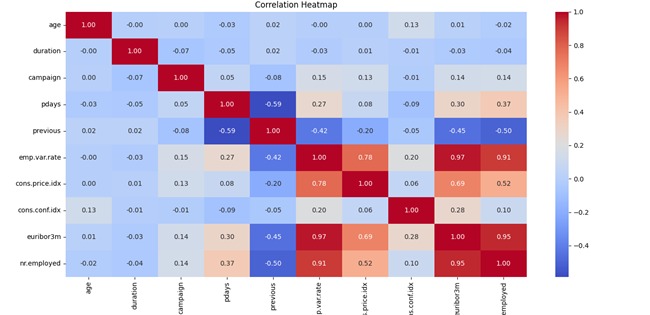 Correlation Heatmap
age 1.00 -0.00 0.00 -0.03 0.02 -0.00 0.00 0.13 0.01 -0.02
duration -0.00 1.00 -0.07 -0.05 0.02 -0.03 0.01 -0.01 -0.03 -0.04
campaign 0.00 -0.07 1.00 0.05 -0.08 0.15 0.13 -0.01 0.14 0.14
pdays -0.03 -0.05 0.05 1.00 -0.59 0.27 0.08 -0.09 0.30 0.37
previous 0.02 0.02 -0.08 -0.59 1.00 -0.42 -0.20 -0.05 -0.45 -0.50
emp.var.rate -0.00 -0.03 0.15 0.27 -0.42 1.00 0.78 0.20 0.97 0.91
cons.price.idx 0.00 0.01 0.13 0.08 -0.20 0.78 1.00 0.06 0.69 0.52
cons.conf.idx 0.13 -0.01 -0.01 -0.09 -0.05 0.20 0.06 1.00 0.28 0.10
euribor3m 0.01 -0.03 0.14 0.30 -0.45 0.97 0.69 0.28 1.00 0.95
nr.employed -0.02 -0.04 0.14 0.37 -0.50 0.91 0.52 0.10 0.95 1.00
age
duration
campaign
pdays
previous
p.var.rate
s.price.idx
s.conf.idx
euribor3m
employed
1.0
0.8
0.6
0.4
0.2
0.0
-0.2
-0.4